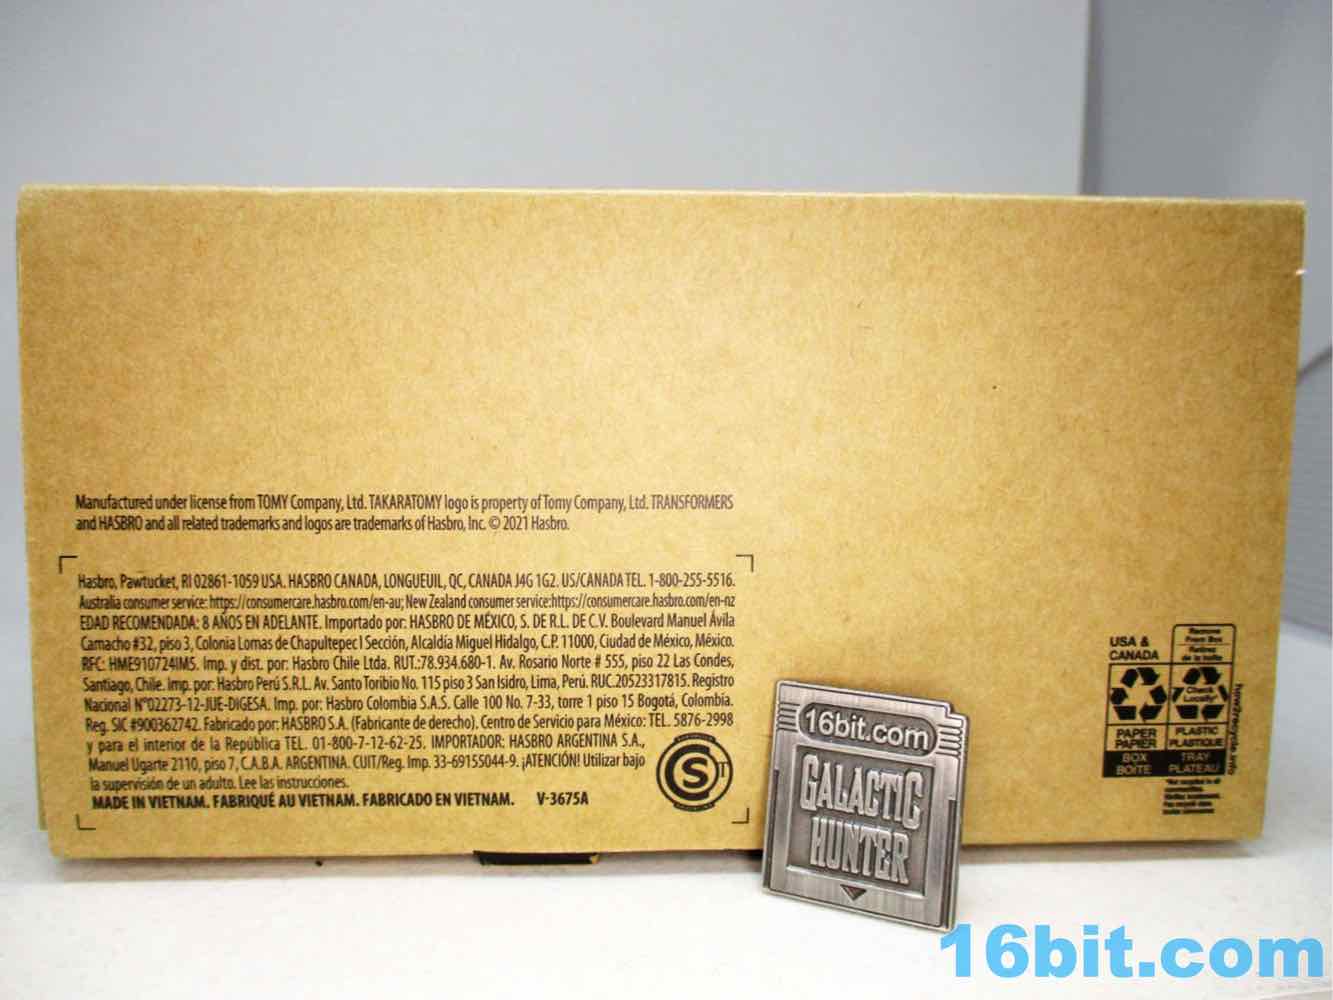 Manufactured under license from TOMY Company, Ltd. TAKARATOMY logo is property of Tomy Company, Ltd. TRANSFORMERS
and HASBRO and all related trademarks and logos are trademarks of Hasbro, Inc. © 2021 Hasbro.
Hasbro, Pawtucket, RI 02861-1059 USA. HASBRO CANADA, LONGUEUIL, QC, CANADA J4G 1G2. US/CANADA TEL. 1-800-255-5516.
Australia consumer service: https://consumercare.hasbro.com/en-au; New Zealand consumer service:https://consumercare.hasbro.com/en-nz
EDAD RECOMENDADA: 8 AÑOS EN ADELANTE. Importado por: HASBRO DE MÉXICO, S. DE R.L. DE C.V. Boulevard Manuel Ávila
Camacho #32, piso 3, Colonia Lomas de Chapultepec I Sección, Alcaldía Miguel Hidalgo, C.P. 11000, Ciudad de México, México.
RFC: HME910724IM5. Imp. y dist. por: Hasbro Chile Ltda. RUT.:78.934.680-1. Av. Rosario Norte # 555, piso 22 Las Condes,
Santiago, Chile. Imp. por: Hasbro Perú S.R.L. Av. Santo Toribio No. 115 piso 3 San Isidro, Lima, Perú. RUC.20523317815. Registro
Nacional N°02273-12-JUE-DIGESA. Imp. por: Hasbro Colombia S.A.S. Calle 100 No. 7-33, torre 1 piso 15 Bogotá, Colombia.
Reg. SIC #900362742. Fabricado por: HASBRO S.A. (Fabricante de derecho). Centro de Servicio para México: TEL. 5876-2998
y para el interior de la República TEL. 01-800-7-12-62-25. IMPORTADOR: HASBRO ARGENTINA S.A.,
Manuel Ugarte 2110, piso 7, C.A.B.A. ARGENTINA. CUIT/Reg. Imp. 33-69155044-9. ¡ATENCIÓN! Utilizar bajo
la supervisión de un adulto. Lee las instrucciones.
MADE IN VIETNAM. FABRIQUÉ AU VIETNAM. FABRICADO EN VIETNAM. V-3675A
S T
USA &
CANADA
PAPER
PAPIER
BOX
BOÎTE
Remove
From Box
Retirez
de la boîte
Check
Locally*
PLASTIC
PLASTIQUE
TRAY
PLATEAU
how2recycle.info
16bit.com
GALACTIC
HUNTER
16bit.com